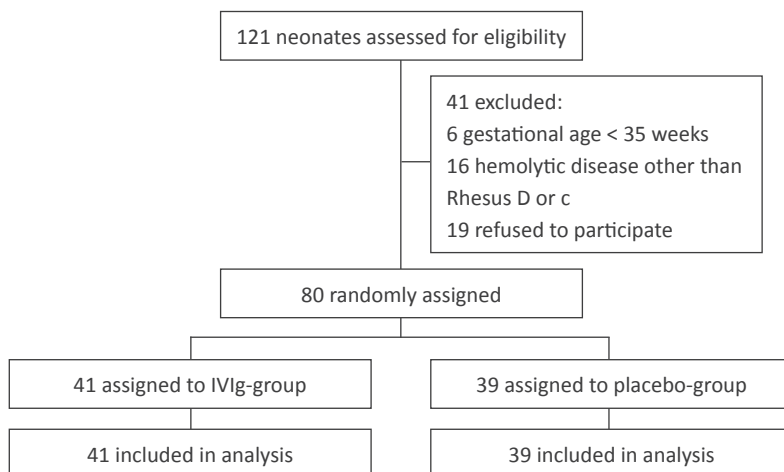 121 neonates assessed for eligibility
41 excluded:
6 gestational age < 35 weeks
16 hemolytic disease other than
Rhesus D or c
19 refused to participate
80 randomly assigned
41 assigned to IVIg-group
39 assigned to placebo-group
41 included in analysis
39 included in analysis